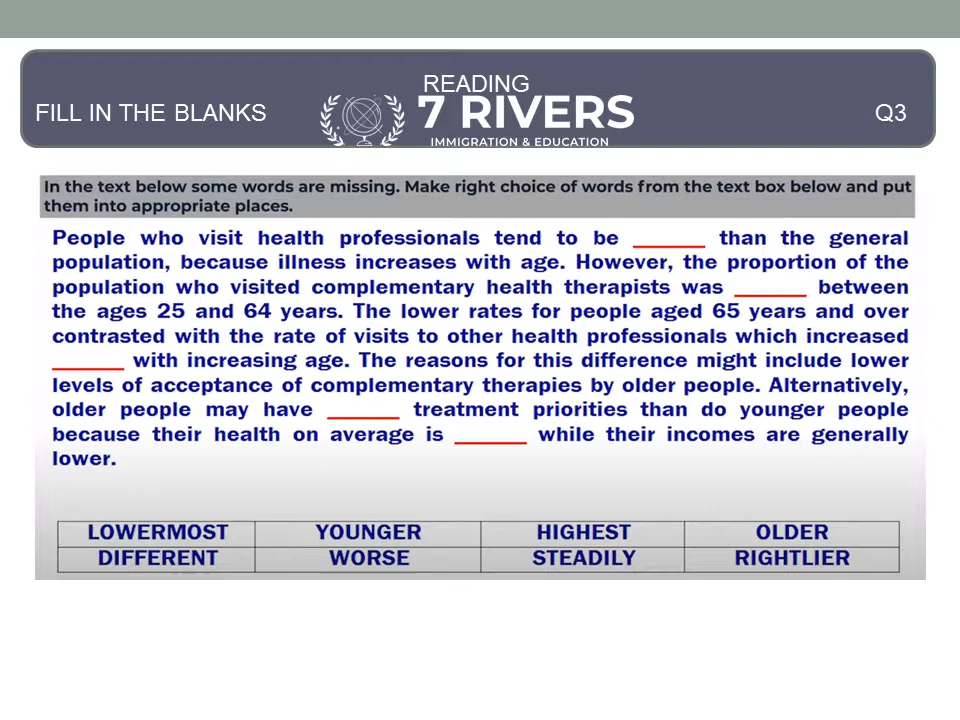 READING
FILL IN THE BLANKS
7 RIVERS
Q3
IMMIGRATION & EDUCATION
In the text below some words are missing. Make right choice of words from the text box below and put
them into appropriate places.
People who visit health professionals tend to be _______ than the general
population, because illness increases with age. However, the proportion of the
population who visited complementary health therapists was _______ between
the ages 25 and 64 years. The lower rates for people aged 65 years and over
contrasted with the rate of visits to other health professionals which increased
_______ with increasing age. The reasons for this difference might include lower
levels of acceptance of complementary therapies by older people. Alternatively,
older people may have _______ treatment priorities than do younger people
because their health on average is _______ while their incomes are generally
lower.
LOWERMOST YOUNGER HIGHEST OLDER
DIFFERENT WORSE STEADILY RIGHTLIER